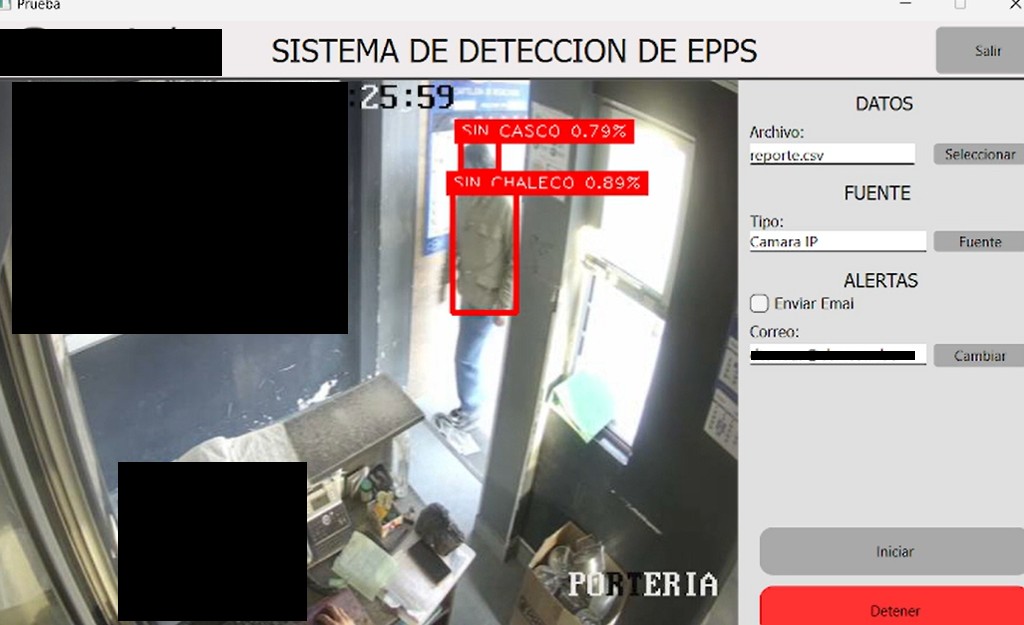 Prueba
SISTEMA DE DETECCION DE EPPS
Salir
:25:59
SIN CASCO 0.79%
SIN CHALECO 0.89%
PORTERIA
DATOS
Archivo:
reporte.csv
Seleccionar
FUENTE
Tipo:
Camara IP
Fuente
ALERTAS
Enviar Emai
Correo:
Cambiar
Iniciar
Detener